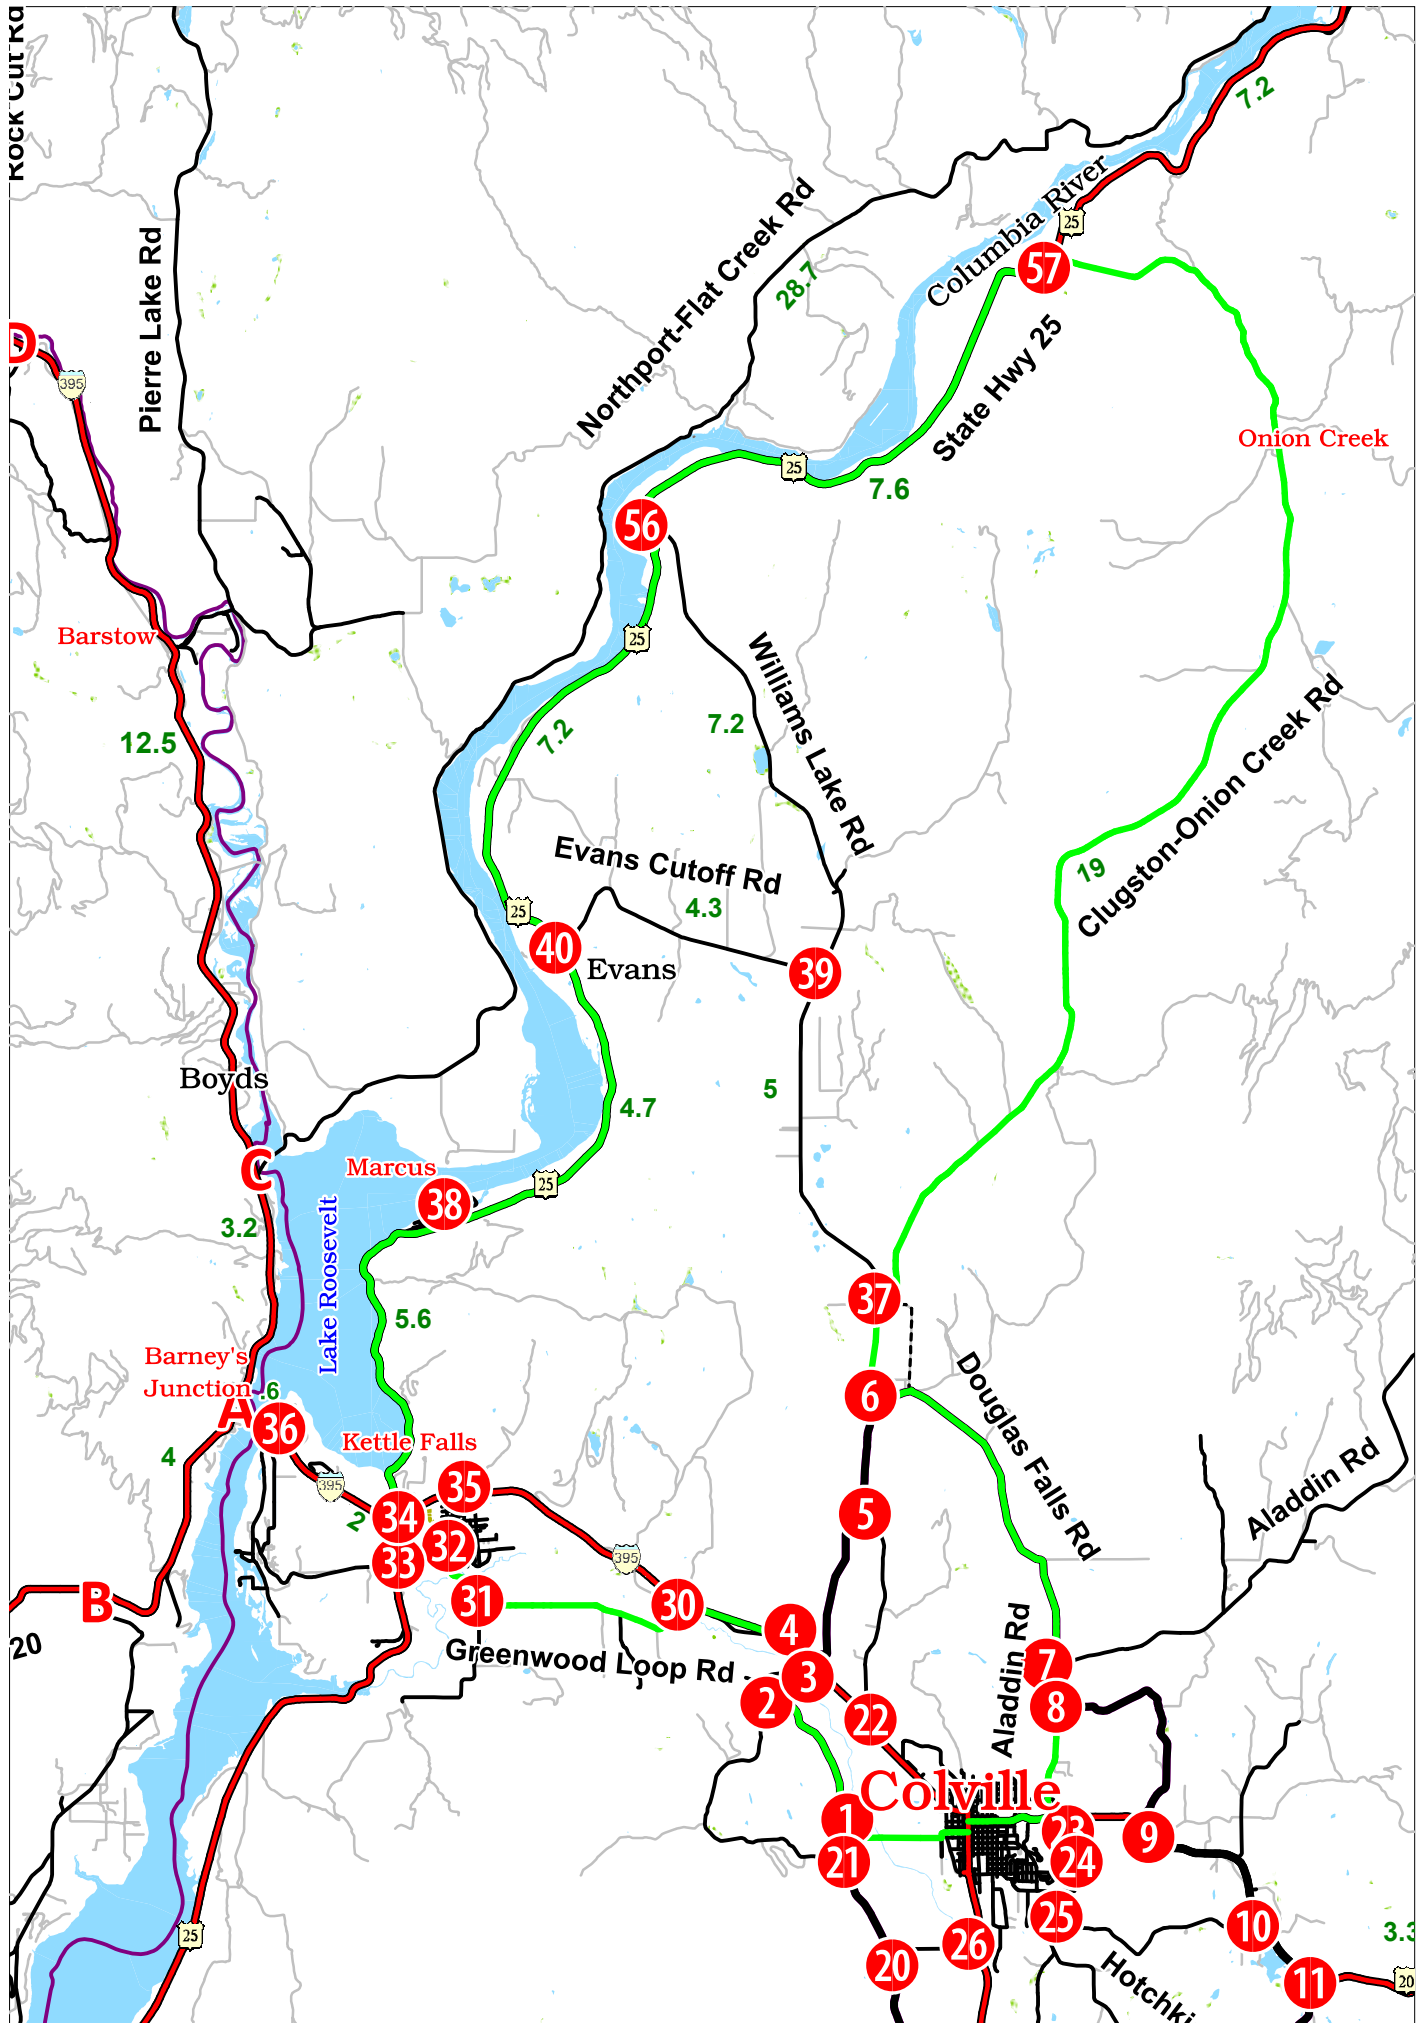 Rock Cut Rd
7.2
Columbia River
25
57
Northport-Flat Creek Rd
28.7
Pierre Lake Rd
D
395
State Hwy 25
Onion Creek
25
7.6
56
25
Barstow
Williams Lake Rd
7.2
7.2
12.5
Clugston-Onion Creek Rd
19
Evans Cutoff Rd
4.3
25
40
Evans
39
Boyds
5
4.7
C
Marcus
25
38
3.2
Lake Roosevelt
37
5.6
Barney's
Junction
.6
A
36
6
Douglas Falls Rd
4
Kettle Falls
395
35
34
2
5
Aladdin Rd
33
32
395
B
31
30
4
20
Greenwood Loop Rd
3
7
Aladdin Rd
2
8
22
Colville
1
23
9
21
24
25
10
3.3
25
26
20
Hotchki
11
20